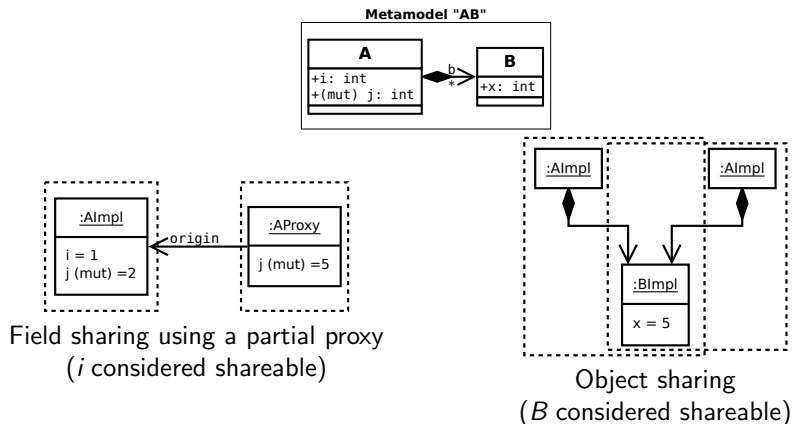 Metamodel "AB"
A
+i: int
+(mut) j: int
b
*
B
+x: int
:AImpl
i = 1
j (mut) =2
origin
:AProxy
j (mut) =5
Field sharing using a partial proxy
(i considered shareable)
:AImpl
:AImpl
:BImpl
x = 5
Object sharing
(B considered shareable)